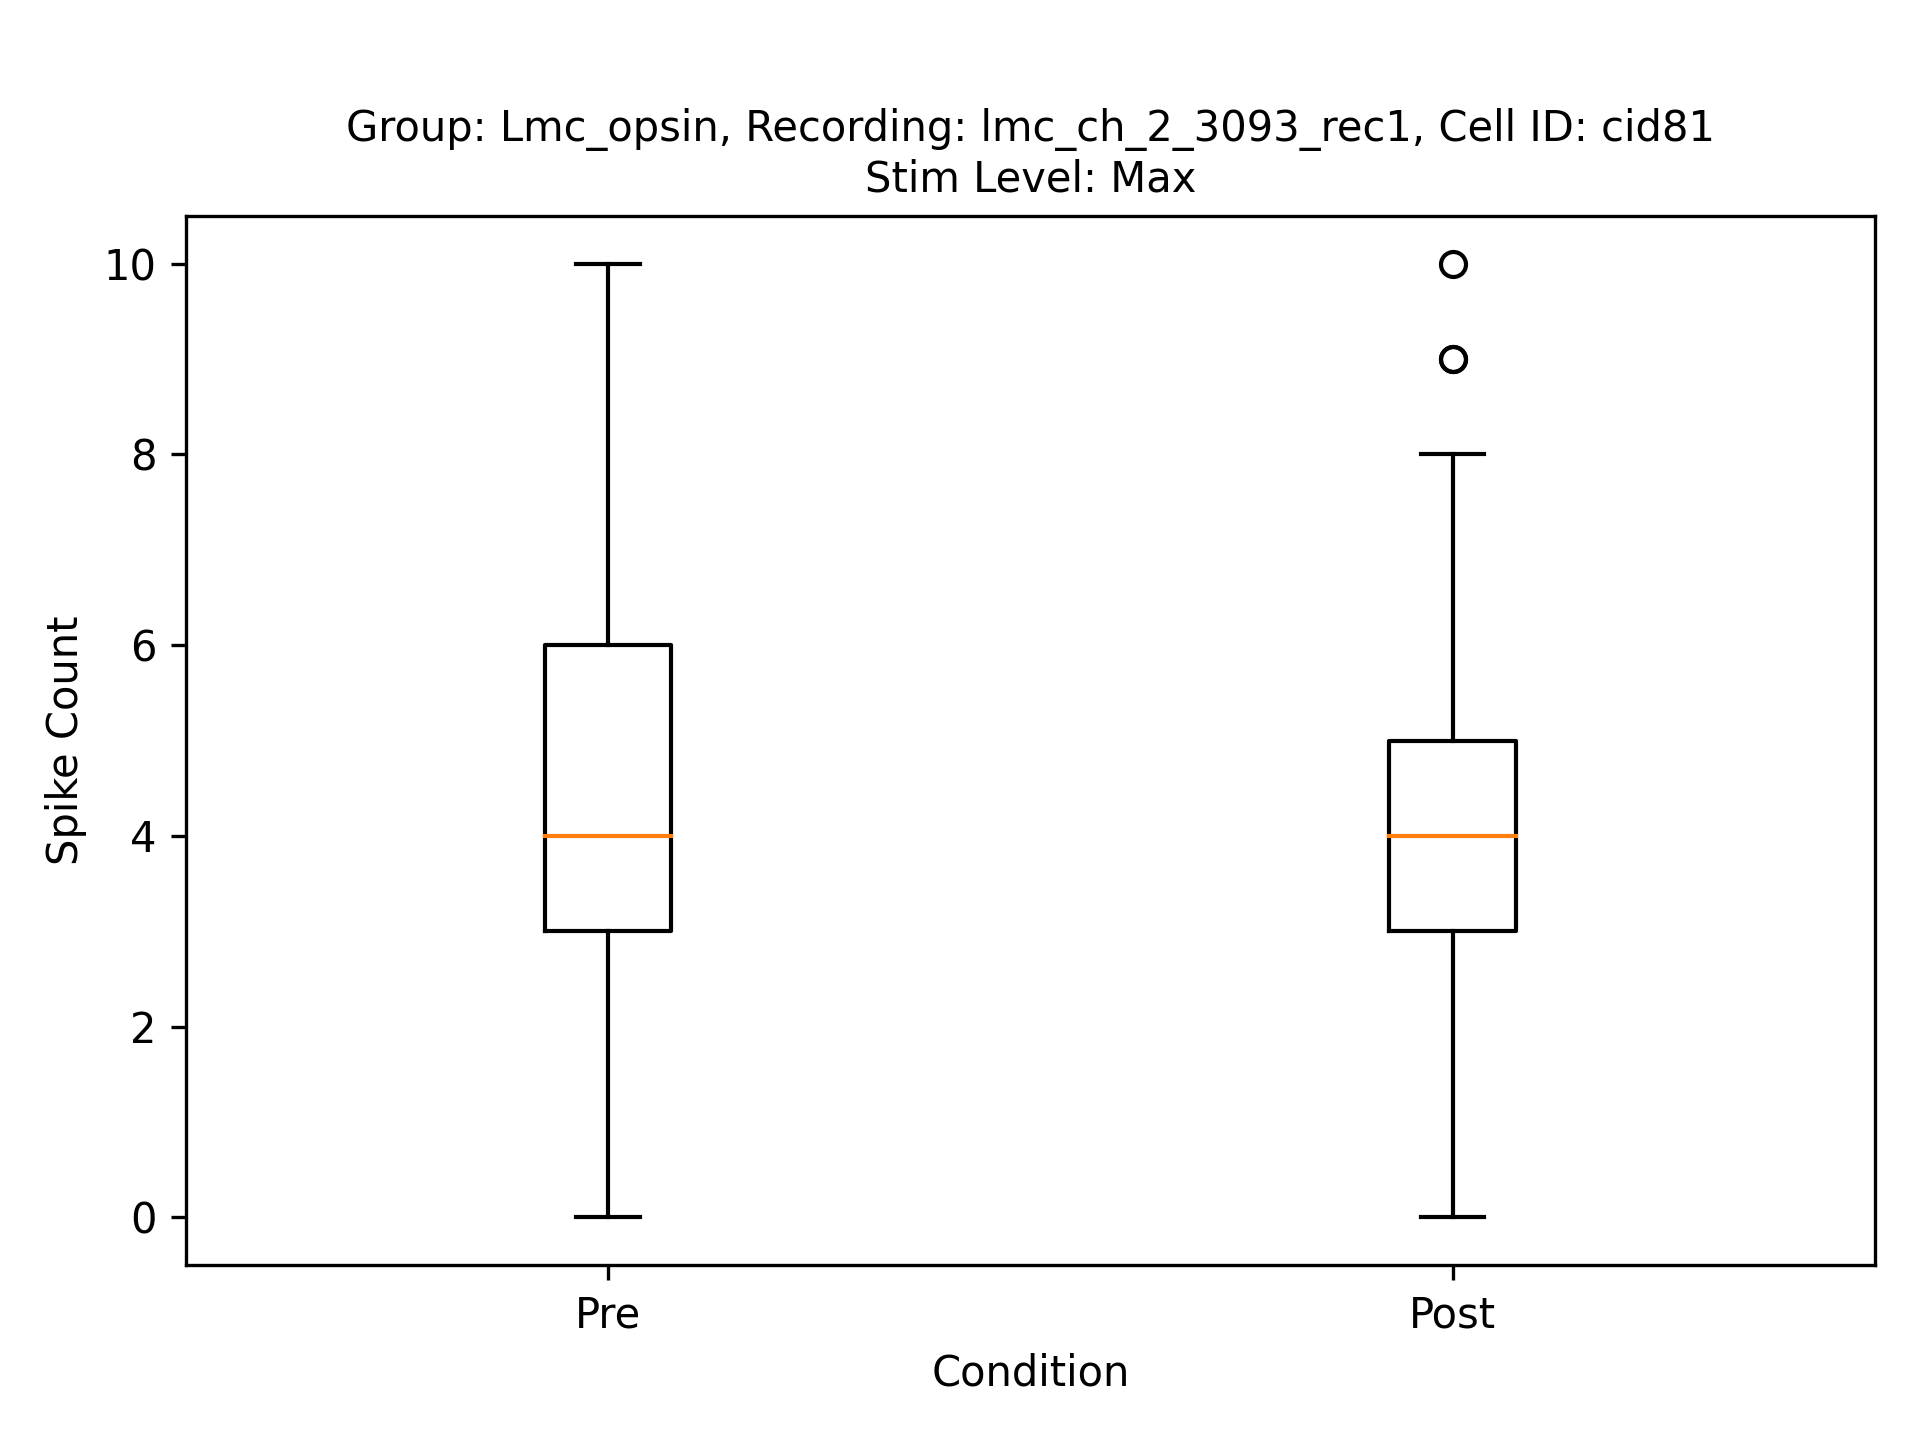 Group: Lmc_opsin, Recording: lmc_ch_2_3093_rec1, Cell ID: cid81
Stim Level: Max
10
8
6
4
2
0
Spike Count
Pre
Post
Condition